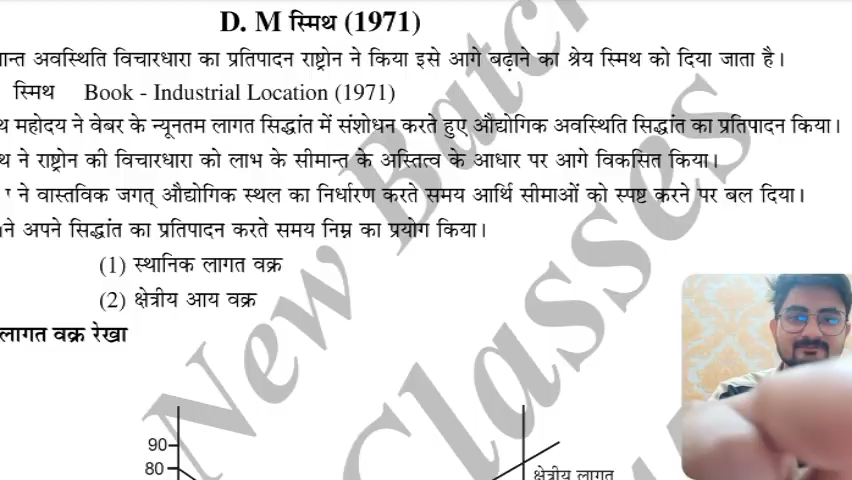 D. M स्मिथ (1971)
अवस्थिति विचारधारा का प्रतिपादन राष्ट्रोन ने किया इसे आगे बढ़ाने का श्रेय स्मिथ को दिया जाता है।
स्मिथ Book - Industrial Location (1971)
महोदय ने वेबर के न्यूनतम लागत सिद्धांत में संशोधन करते हुए औद्योगिक अवस्थिति सिद्धांत का प्रतिपादन किया।
ने राष्ट्रोन की विचारधारा को लाभ के सीमान्त के अस्तित्व के आधार पर आगे विकसित किया।
ने वास्तविक जगत् औद्योगिक स्थल का निर्धारण करते समय आर्थि सीमाओं को स्पष्ट करने पर बल दिया।
ने अपने सिद्धांत का प्रतिपादन करते समय निम्न का प्रयोग किया।
(1) स्थानिक लागत वक्र
(2) क्षेत्रीय आय वक्र
लागत वक्र रेखा
90
80
क्षेत्रीय लागत
New Batch
Classes